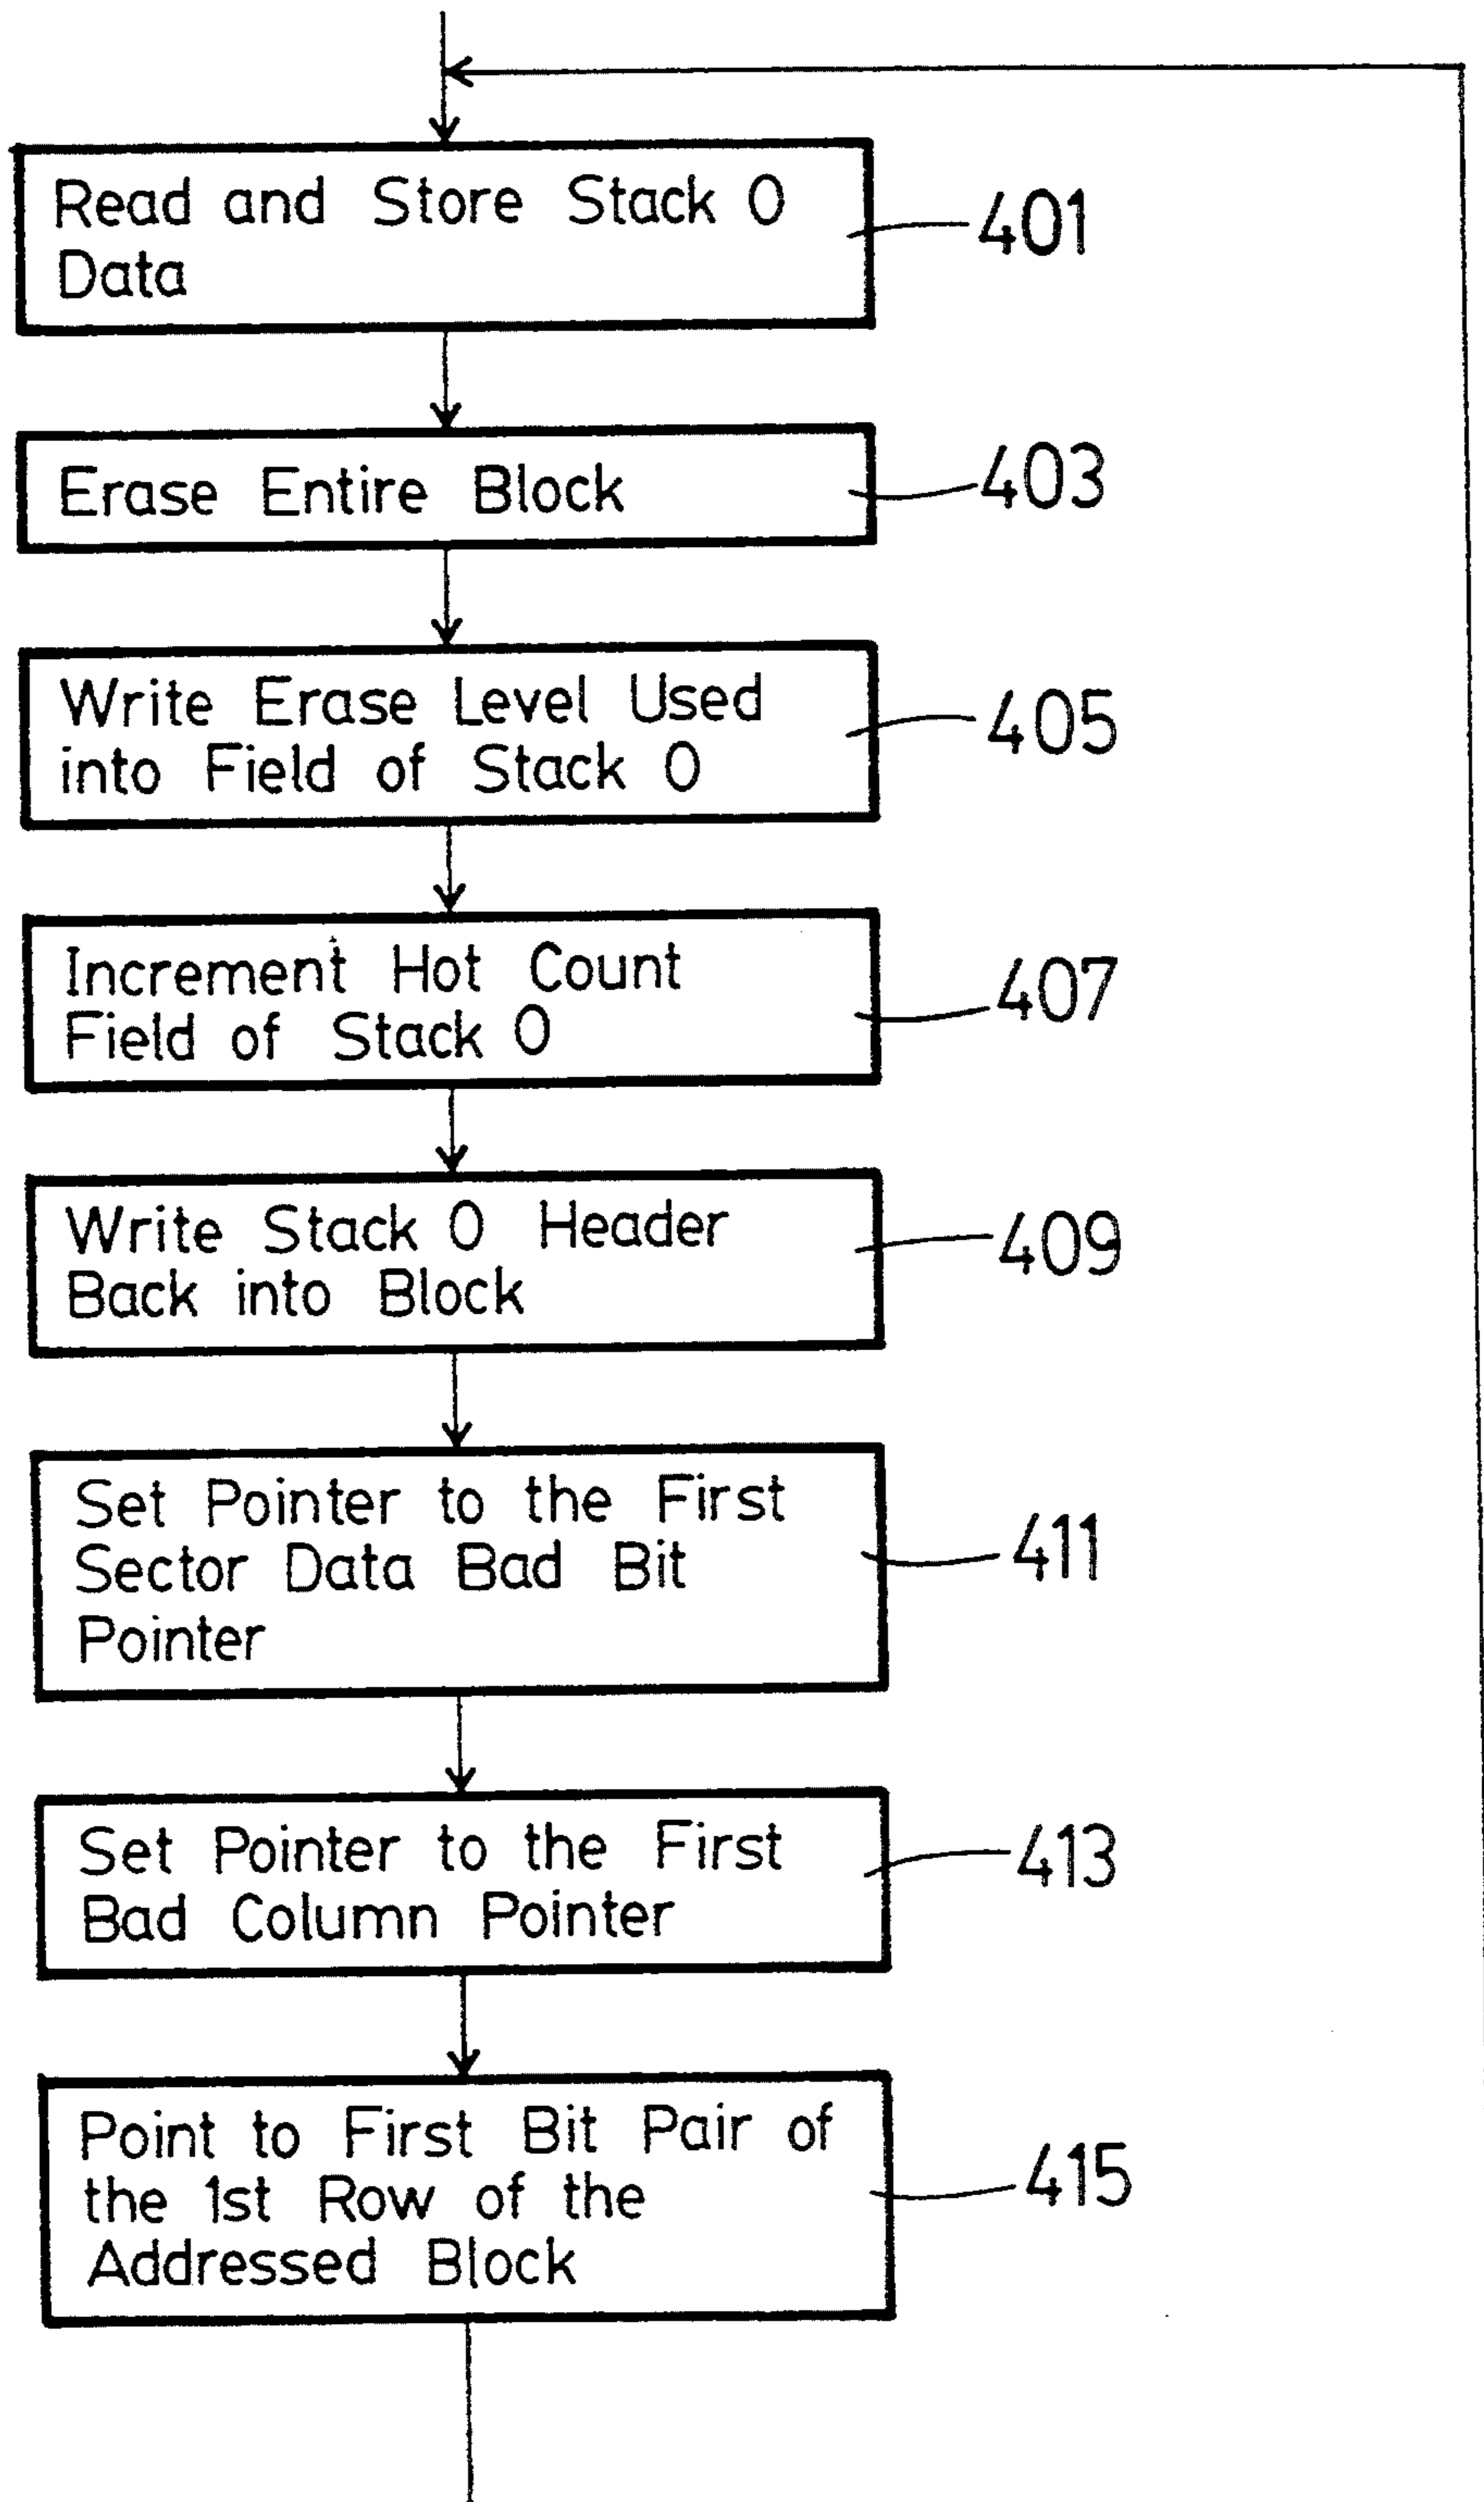 Read and Store Stack 0
Data
401
Erase Entire Block
403
Write Erase Level Used
into Field of Stack 0
405
Increment Hot Count
Field of Stack 0
407
Write Stack 0 Header
Back into Block
409
Set Pointer to the First
Sector Data Bad Bit
Pointer
411
Set Pointer to the First
Bad Column Pointer
413
Point to First Bit Pair of
the 1st Row of the
Addressed Block
415